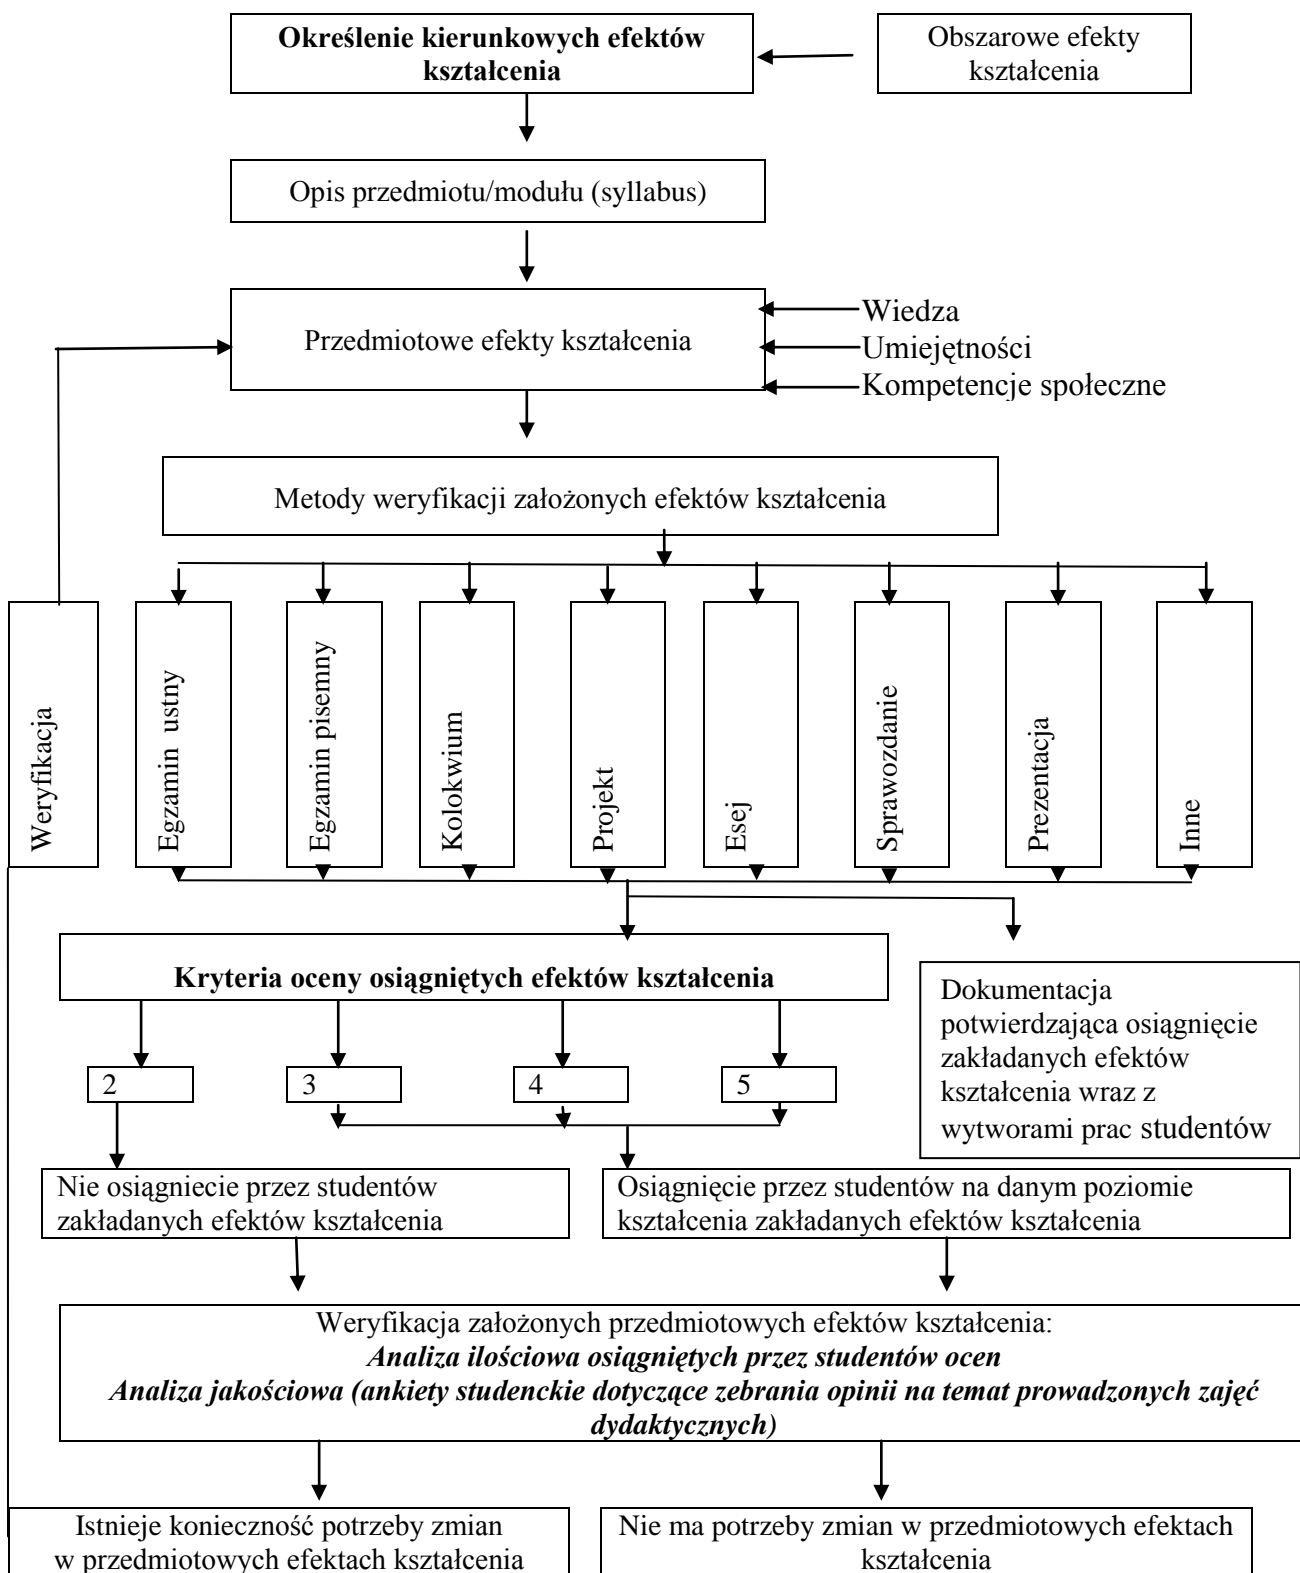 Określenie kierunkowych efektów
kształcenia
Obszarowe efekty
kształcenia
Opis przedmiotu/modułu (syllabus)
Przedmiotowe efekty kształcenia
Wiedza
Umiejętności
Kompetencje społeczne
Metody weryfikacji założonych efektów kształcenia
Weryfikacja
Egzamin ustny
Egzamin pisemny
Kolokwium
Projekt
Esej
Sprawozdanie
Prezentacja
Inne
Kryteria oceny osiągniętych efektów kształcenia
Dokumentacja
potwierdzająca osiągnięcie
zakładanych efektów
kształcenia wraz z
wytworami prac studentów
2
3
4
5
Nie osiągniecie przez studentów
zakładanych efektów kształcenia
Osiągnięcie przez studentów na danym poziomie
kształcenia zakładanych efektów kształcenia
Weryfikacja założonych przedmiotowych efektów kształcenia:
Analiza ilościowa osiągniętych przez studentów ocen
Analiza jakościowa (ankiety studenckie dotyczące zebrania opinii na temat prowadzonych zajęć
dydaktycznych)
Istnieje konieczność potrzeby zmian
w przedmiotowych efektach kształcenia
Nie ma potrzeby zmian w przedmiotowych efektach
kształcenia